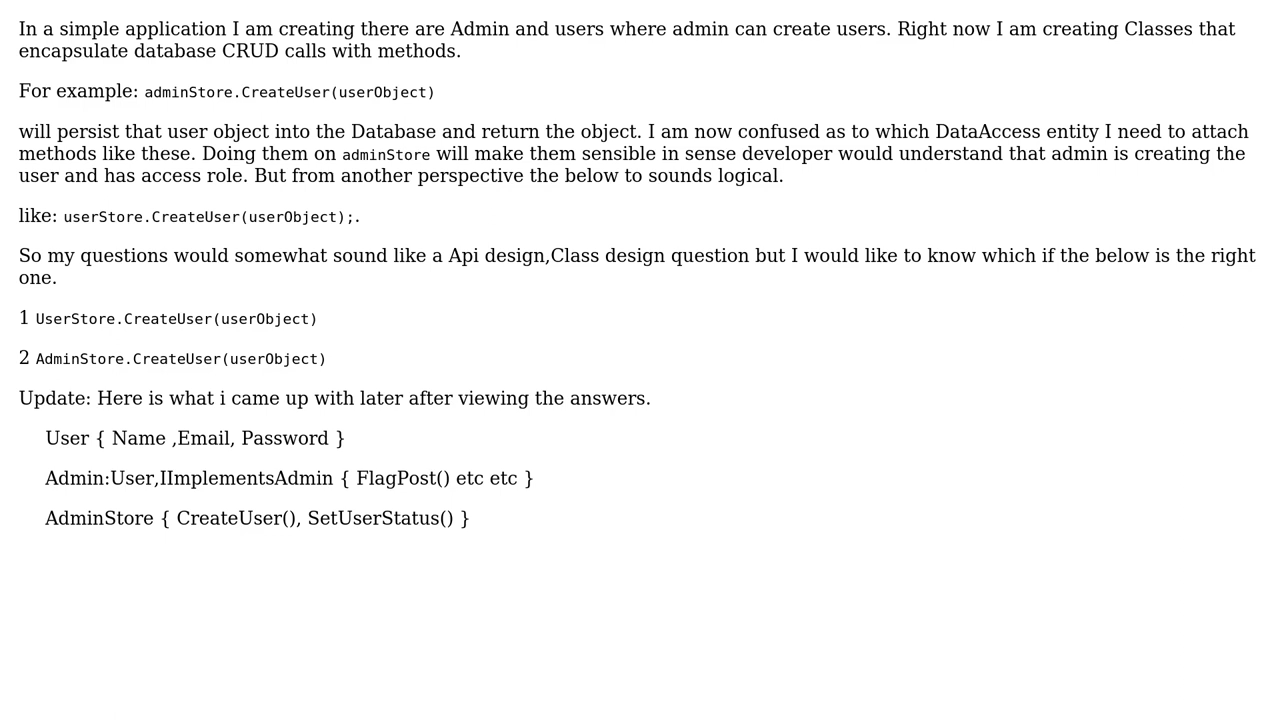 In a simple application I am creating there are Admin and users where admin can create users. Right now I am creating Classes that
encapsulate database CRUD calls with methods.
For example: adminStore.CreateUser(userObject)
will persist that user object into the Database and return the object. I am now confused as to which DataAccess entity I need to attach
methods like these. Doing them on adminStore will make them sensible in sense developer would understand that admin is creating the
user and has access role. But from another perspective the below to sounds logical.
like: userStore.CreateUser(userObject);.
So my questions would somewhat sound like a Api design,Class design question but I would like to know which if the below is the right
one.
1 UserStore.CreateUser(userObject)
2 AdminStore.CreateUser(userObject)
Update: Here is what i came up with later after viewing the answers.
User { Name ,Email, Password }
Admin:User,IImplementsAdmin { FlagPost() etc etc }
AdminStore { CreateUser(), SetUserStatus() }